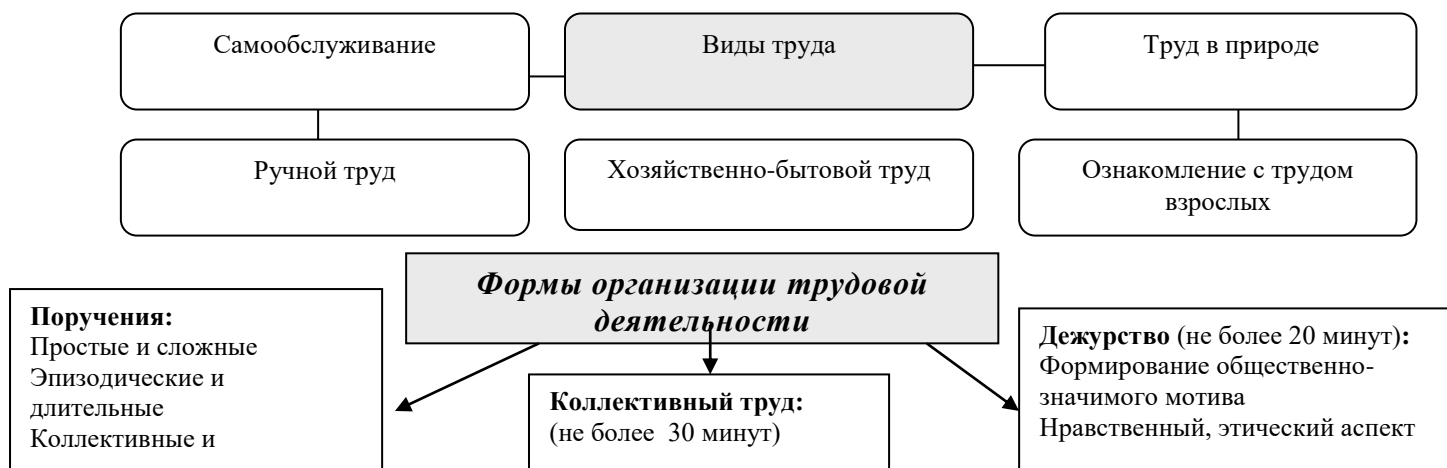 Самообслуживание
Виды труда
Труд в природе
Ручной труд
Хозяйственно-бытовой труд
Ознакомление с трудом
взрослых
Формы организации трудовой
деятельности
Поручения:
Простые и сложные
Эпизодические и
длительные
Коллективные и
Коллективный труд:
(не более 30 минут)
Дежурство (не более 20 минут):
Формирование общественно-
значимого мотива
Нравственный, этический аспект